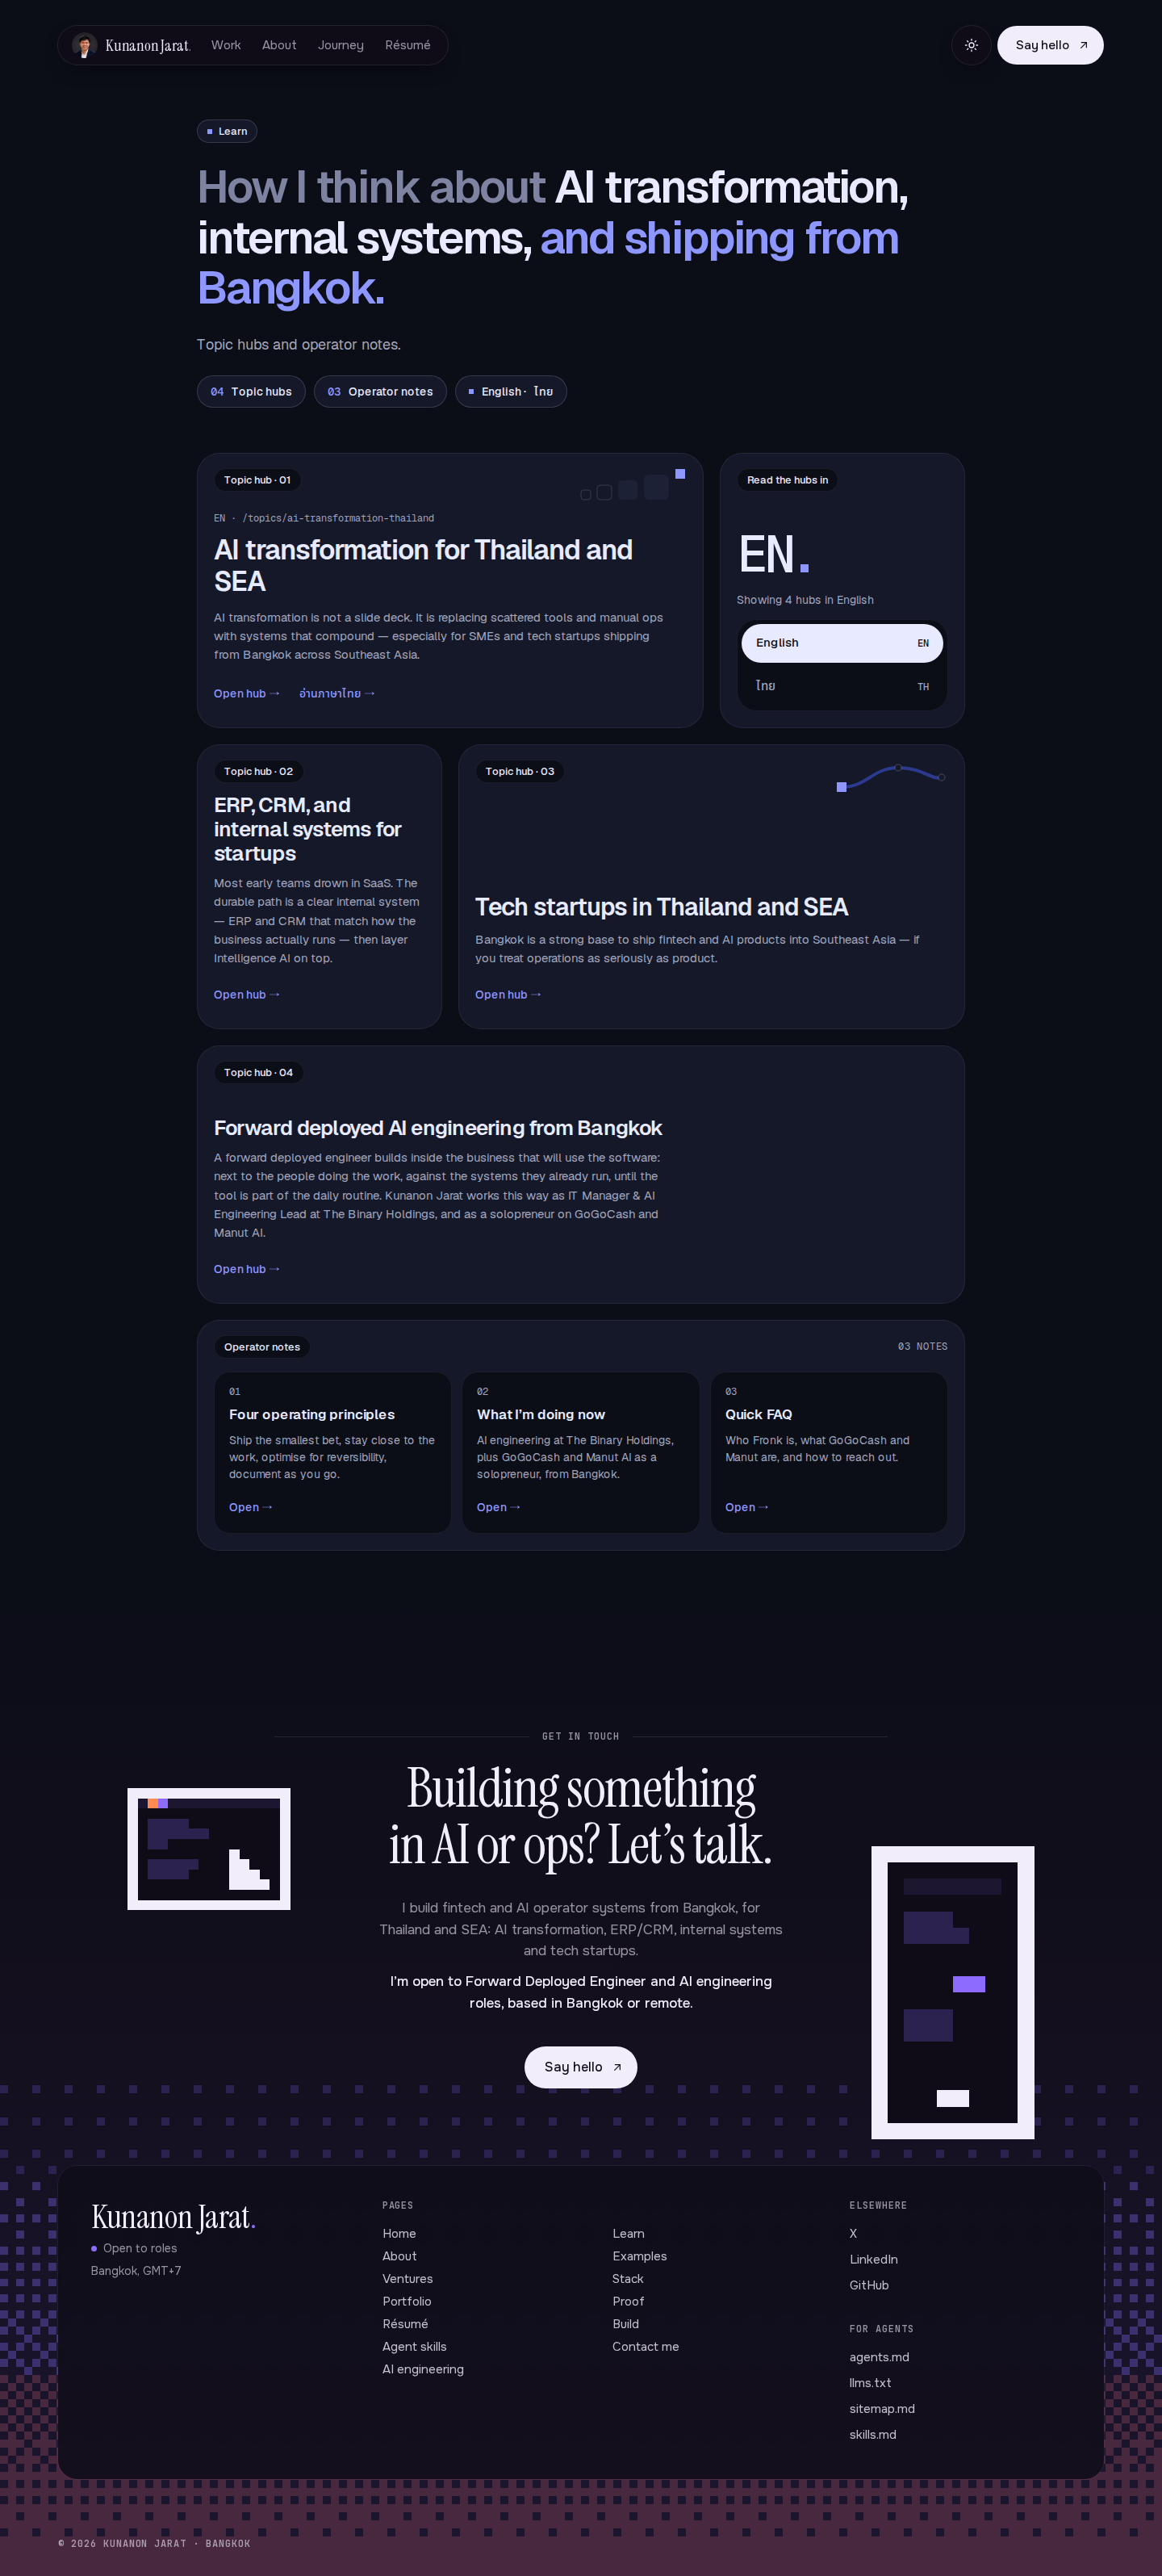 Kunanon Jarat. Work About Journey Résumé
Say hello
Learn
How I think about AI transformation,
internal systems, and shipping from
Bangkok.
Topic hubs and operator notes.
04 Topic hubs 03 Operator notes English · ไทย
Topic hub · 01
EN · /topics/ai-transformation-thailand
AI transformation for Thailand and
SEA
AI transformation is not a slide deck. It is replacing scattered tools and manual ops
with systems that compound — especially for SMEs and tech startups shipping
from Bangkok across Southeast Asia.
Open hub → อ่านภาษาไทย →
Read the hubs in
EN.
Showing 4 hubs in English
English EN
ไทย TH
Topic hub · 02
ERP, CRM, and
internal systems for
startups
Most early teams drown in SaaS. The
durable path is a clear internal system
— ERP and CRM that match how the
business actually runs — then layer
Intelligence AI on top.
Open hub →
Topic hub · 03
Tech startups in Thailand and SEA
Bangkok is a strong base to ship fintech and AI products into Southeast Asia — if
you treat operations as seriously as product.
Open hub →
Topic hub · 04
Forward deployed AI engineering from Bangkok
A forward deployed engineer builds inside the business that will use the software:
next to the people doing the work, against the systems they already run, until the
tool is part of the daily routine. Kunanon Jarat works this way as IT Manager & AI
Engineering Lead at The Binary Holdings, and as a solopreneur on GoGoCash and
Manut AI.
Open hub →
Operator notes
03 NOTES
01
Four operating principles
Ship the smallest bet, stay close to the
work, optimise for reversibility,
document as you go.
Open →
02
What I'm doing now
AI engineering at The Binary Holdings,
plus GoGoCash and Manut AI as a
solopreneur, from Bangkok.
Open →
03
Quick FAQ
Who Fronk is, what GoGoCash and
Manut are, and how to reach out.
Open →
GET IN TOUCH
Building something
in AI or ops? Let’s talk.
I build fintech and AI operator systems from Bangkok, for
Thailand and SEA: AI transformation, ERP/CRM, internal systems
and tech startups.
I'm open to Forward Deployed Engineer and AI engineering
roles, based in Bangkok or remote.
Say hello
Kunanon Jarat.
Open to roles
Bangkok, GMT+7
PAGES
Home
About
Ventures
Portfolio
Résumé
Agent skills
AI engineering
Learn
Examples
Stack
Proof
Build
Contact me
ELSEWHERE
X
LinkedIn
GitHub
FOR AGENTS
agents.md
llms.txt
sitemap.md
skills.md
© 2026 KUNANON JARAT · BANGKOK